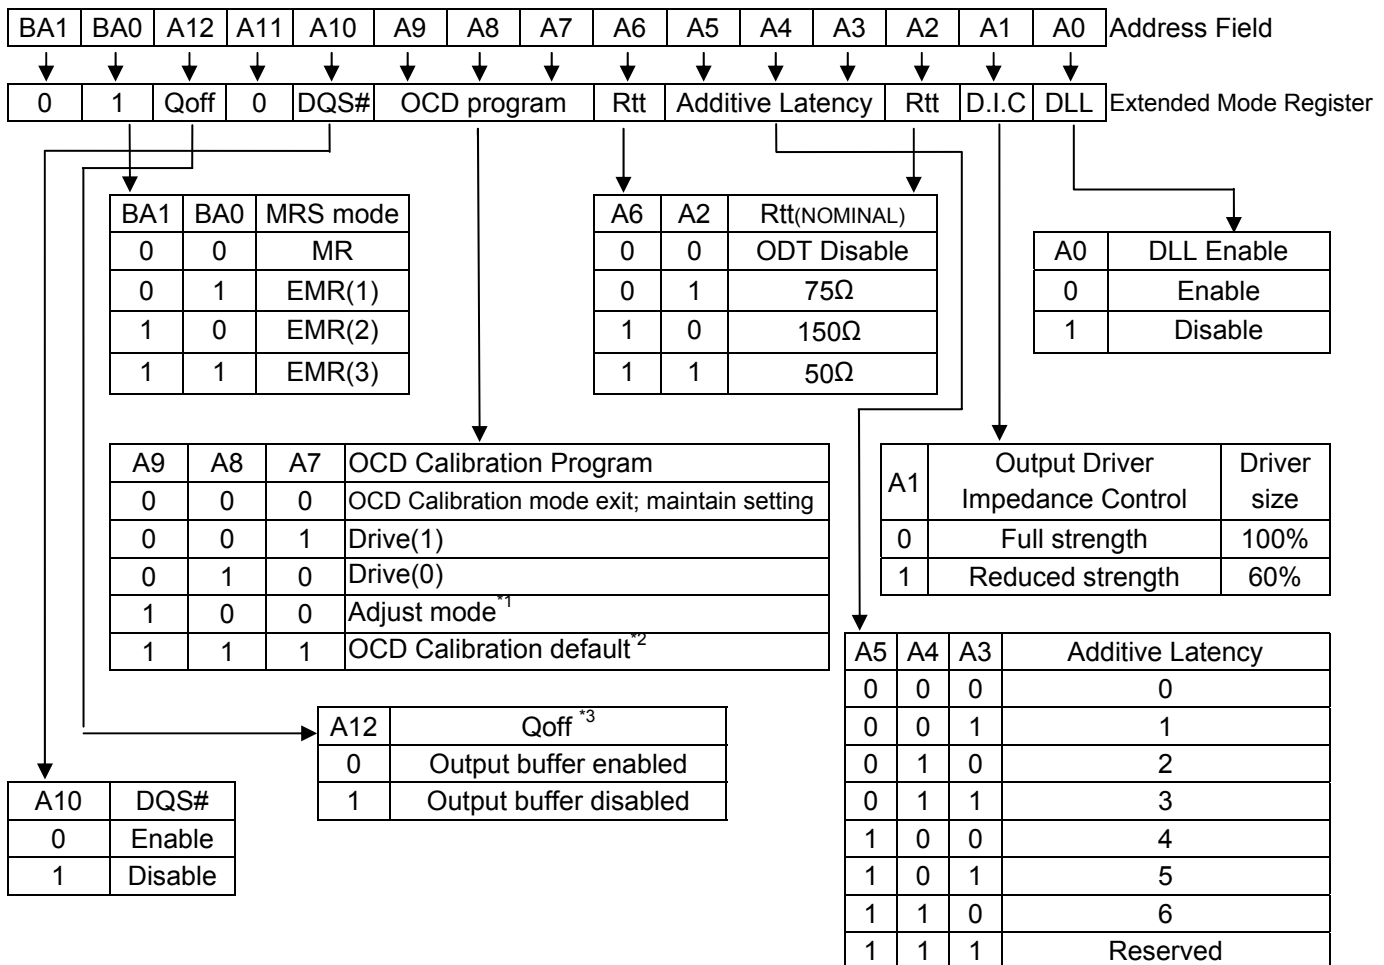 BA1 BA0 A12 A11 A10 A9 A8 A7 A6 A5 A4 A3 A2 A1 A0 Address Field
0 1 Qoff 0 DQS# OCD program Rtt Additive Latency Rtt D.I.C DLL Extended Mode Register
BA1 BA0 MRS mode
0 0 MR
0 1 EMR(1)
1 0 EMR(2)
1 1 EMR(3)
A6 A2 Rtt(NOMINAL)
0 0 ODT Disable
0 1 75Ω
1 0 150Ω
1 1 50Ω
A0 DLL Enable
0 Enable
1 Disable
A9 A8 A7 OCD Calibration Program
0 0 0 OCD Calibration mode exit; maintain setting
0 0 1 Drive(1)
0 1 0 Drive(0)
1 0 0 Adjust mode*1
1 1 1 OCD Calibration default*2
A1 Output Driver Impedance Control Driver size
0 Full strength 100%
1 Reduced strength 60%
A12 Qoff *3
0 Output buffer enabled
1 Output buffer disabled
A10 DQS#
0 Enable
1 Disable
A5 A4 A3 Additive Latency
0 0 0 0
0 0 1 1
0 1 0 2
0 1 1 3
1 0 0 4
1 0 1 5
1 1 0 6
1 1 1 Reserved